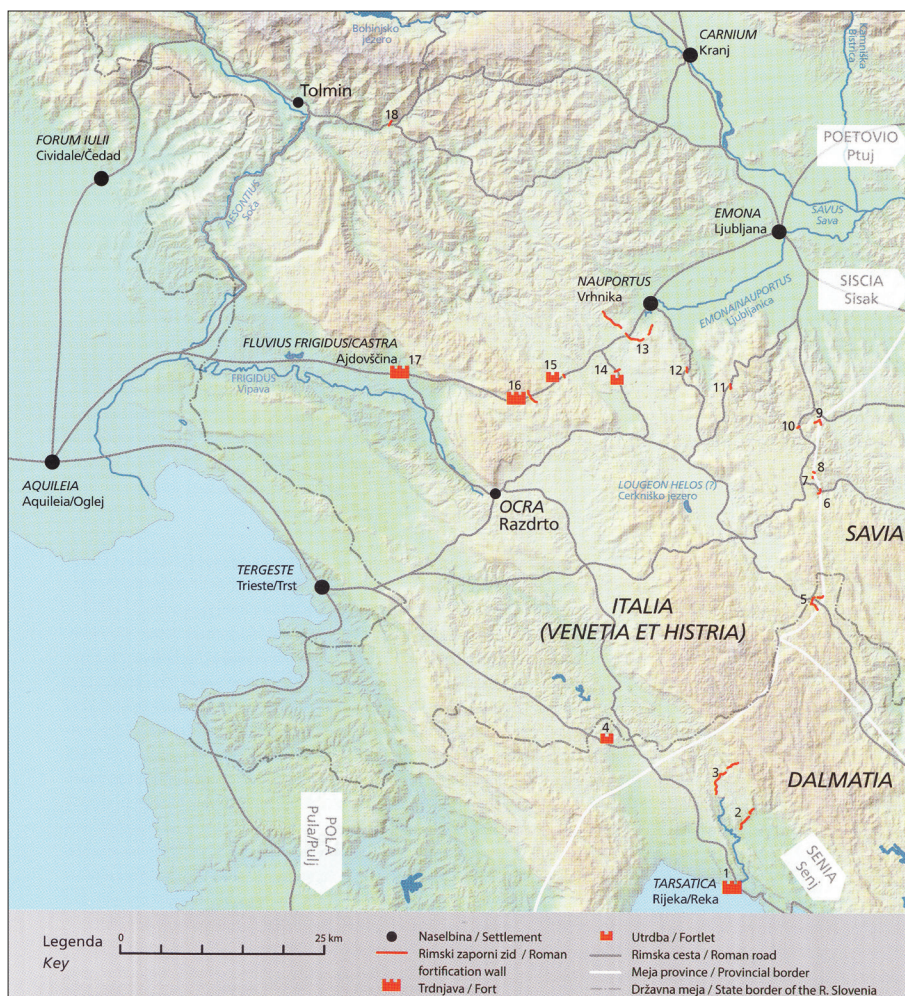 Bohinjsko
jezero
CARNIUM
Kranj
Kamniška
Bistrica
Tolmin
18
FORUM IULII
Cividale/Čedad
POETOVIO
Ptuj
AESONTIUS
Soča
EMONA
Ljubljana
SAVUS
Sava
NAUPORTUS
Vrhnika
SISCIA
Sisak
EMONA/NAUPORTUS
Ljubljanica
FLUVIUS FRIGIDUS/CASTRA
Ajdovščina
17
13
FRIGIDUS
Vipava
16
15
14
12
11
10
9
AQUILEIA
Aquileia/Oglej
LOUGEON HELOS (?)
Cerkniško jezero
8
7
6
OCRA
Razdrto
SAVIA
TERGESTE
Trieste/Trst
ITALIA
(VENETIA ET HISTRIA)
5
4
3
DALMATIA
2
POLA
Pula/Pulj
SENIA
Senj
1
TARSATICA
Rijeka/Reka
Legenda
Key
0
25 km
Naselbina / Settlement
Rimski zaporni zid / Roman
fortification wall
Trdnjava / Fort
Utrdba / Fortlet
Rimska cesta / Roman road
Meja province / Provincial border
Državna meja / State border of the R. Slovenia